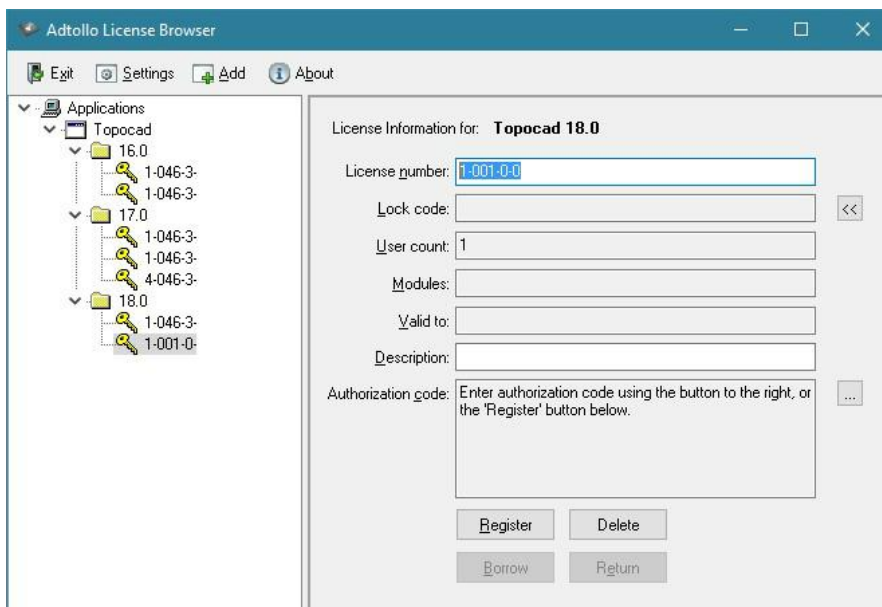 Adtollo License Browser
Exit Settings Add About
Applications
Topocad
16.0
1-046-3-
1-046-3-
17.0
1-046-3-
1-046-3-
4-046-3-
18.0
1-046-3-
1-001-0-
License Information for: Topocad 18.0
License number: 1-001-0-0
Lock code: <<
User count: 1
Modules:
Valid to:
Description:
Authorization code: Enter authorization code using the button to the right, or ...
the 'Register' button below.
Register Delete
Borrow Return